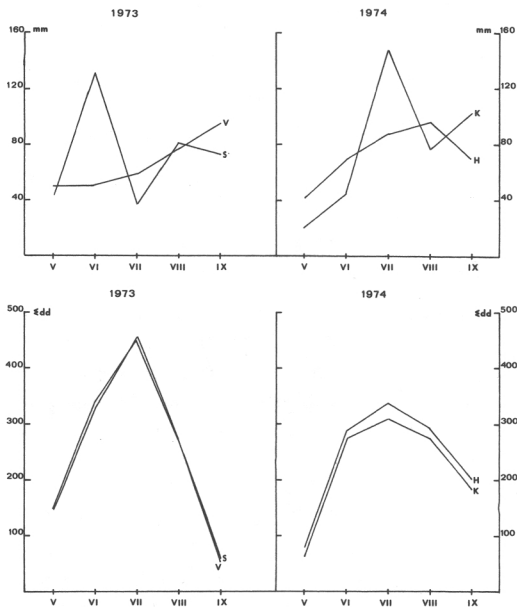 1973
1974
160 mm
mm 160
120
120
80
80
40
40
V
S
K
H
V VI VII VIII IX
V VI VII VIII IX
1973
1974
500 Σdd
Σdd 500
400
400
300
300
200
200
100
100
S
V
H
K
V VI VII VIII IX
V VI VII VIII IX